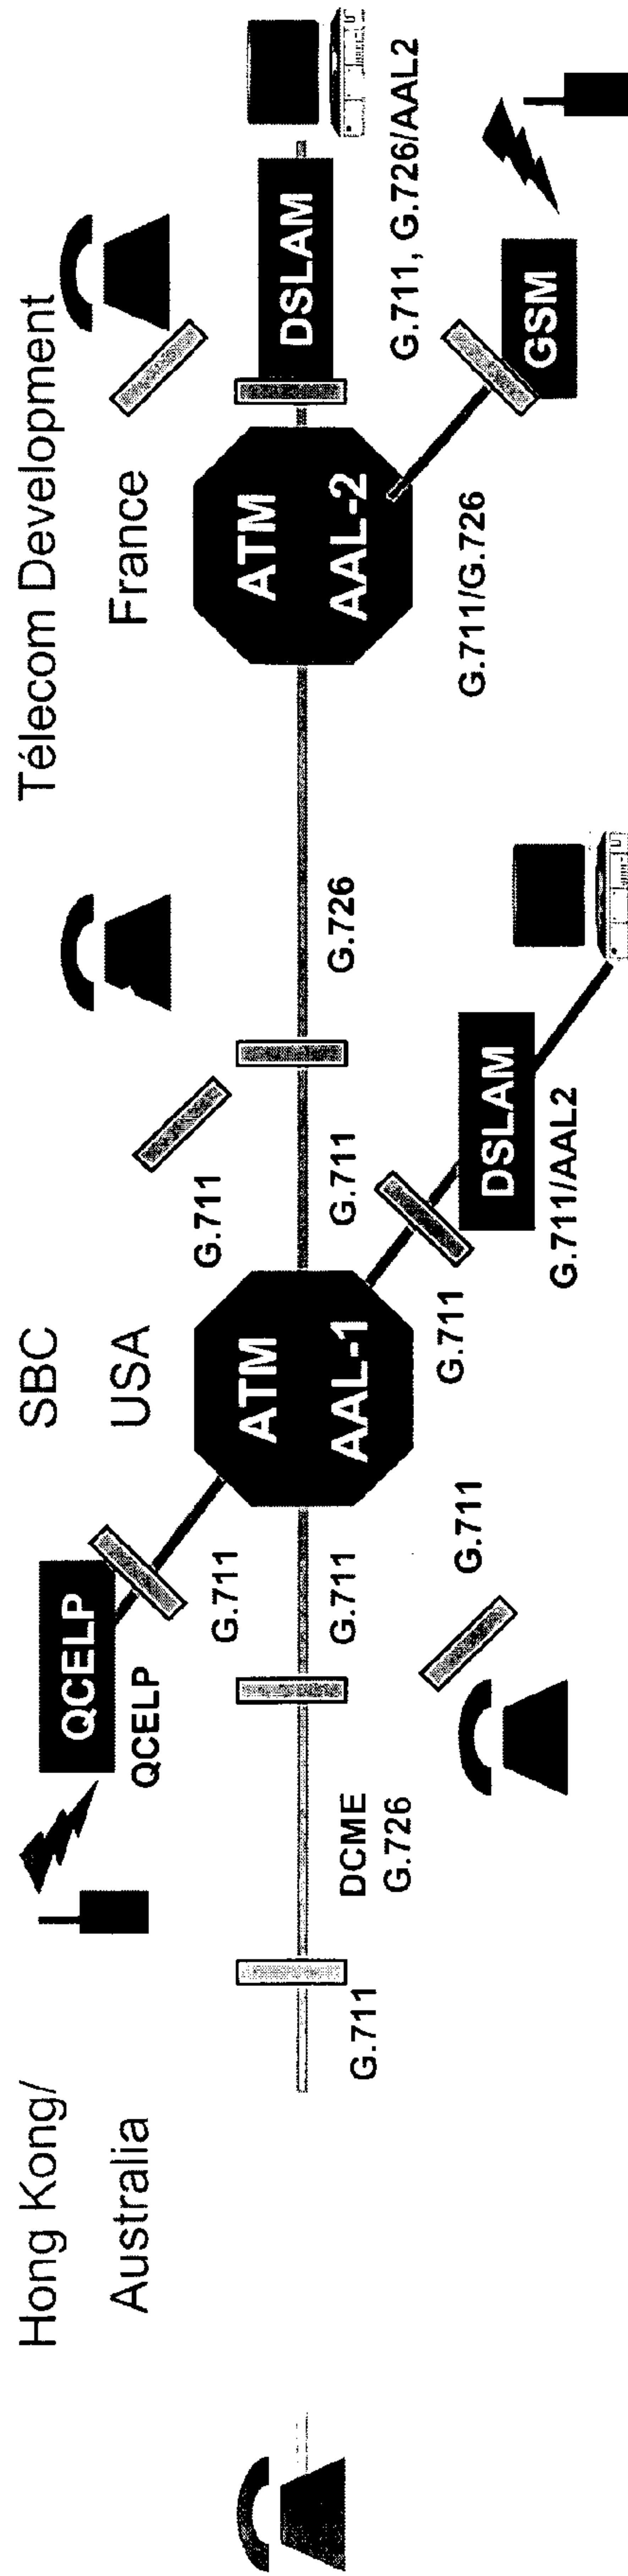 Hong Kong/
Australia
SBC
USA
Télecom Development
France
QCELP
QCELP
G.711
G.711
DCME
G.726
G.711
G.711
ATM
AAL-1
G.711
G.711
G.711
DSLAM
G.711/AAL2
G.726
ATM
AAL-2
G.711/G.726
DSLAM
G.711, G.726/AAL2
GSM